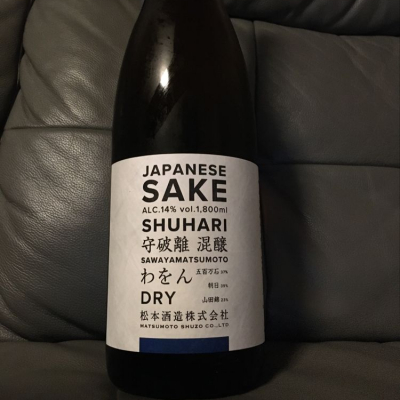 JAPANESE
SAKE
ALC.14% vol.1,800ml
SHUHARI
守破離 混醸
SAWAYAMATSUMOTO
わをん 五百万石
朝日
DRY 山田錦
松本酒造株式会社
MATSUMOTO SHUZO CO.,LTD